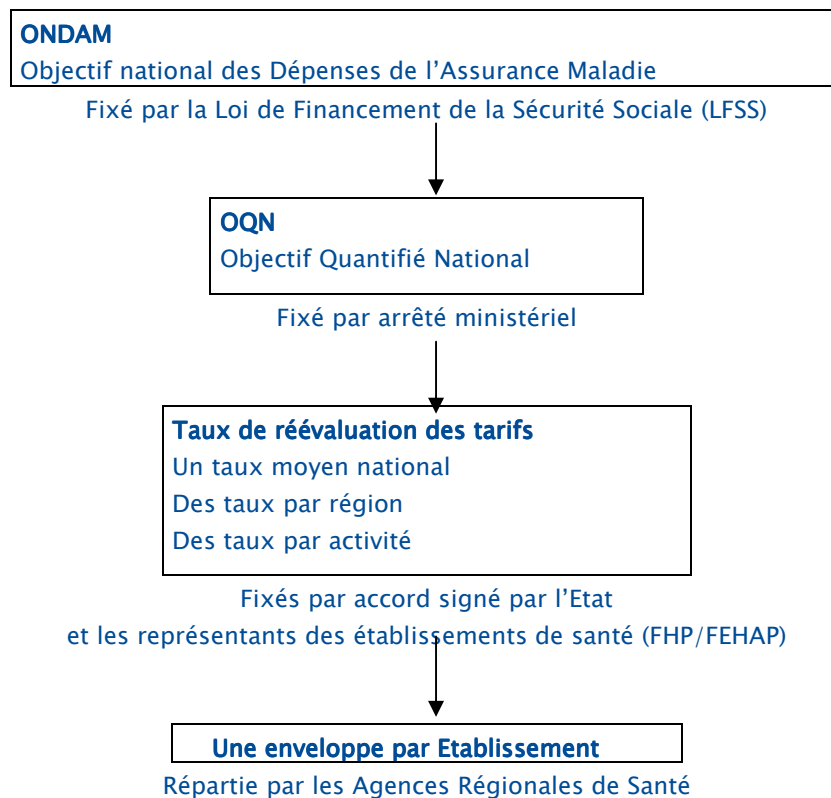 ONDAM
Objectif national des Dépenses de l’Assurance Maladie
Fixé par la Loi de Financement de la Sécurité Sociale (LFSS)
OQN
Objectif Quantifié National
Fixé par arrêté ministériel
Taux de réévaluation des tarifs
Un taux moyen national
Des taux par région
Des taux par activité
Fixés par accord signé par l’Etat
et les représentants des établissements de santé (FHP/FEHAP)
Une enveloppe par Etablissement
Répartie par les Agences Régionales de Santé